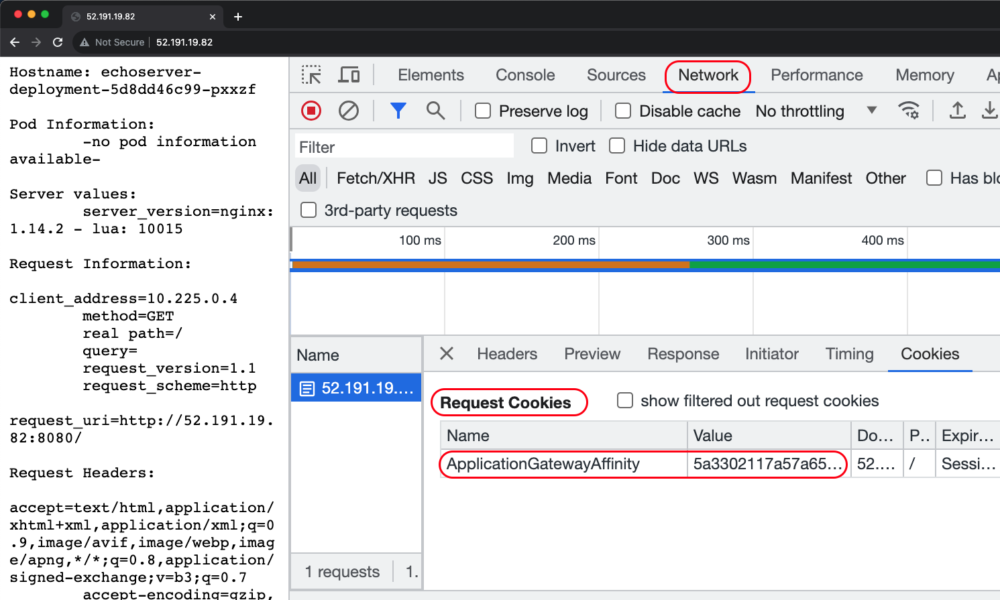 52.191.19.82
Not Secure
52.191.19.82
Hostname: echoserver-
deployment-5d8dd46c99-pxxzf
Pod Information:
-no pod information
available-
Server values:
server_version=nginx:
1.14.2 - lua: 10015
Request Information:
client_address=10.225.0.4
method=GET
real path=/
query=
request_version=1.1
request_scheme=http
request_uri=http://52.191.19.
82:8080/
Request Headers:
accept=text/html,application/
xhtml+xml,application/xml;q=0
.9,image/avif,image/webp,imag
e/apng,*/*;q=0.8,application/
signed-exchange;v=b3;q=0.7
accept-encoding=gzip,
Elements Console Sources Network Performance Memory Ap
Preserve log Disable cache No throttling
Filter Invert Hide data URLs
All Fetch/XHR JS CSS Img Media Font Doc WS Wasm Manifest Other Has blo
3rd-party requests
100 ms 200 ms 300 ms 400 ms
Name
52.191.19....
1 requests 1.
Headers Preview Response Initiator Timing Cookies
Request Cookies show filtered out request cookies
Name Value Do... P.. Expir...
ApplicationGatewayAffinity 5a3302117a57a65... 52.... / Sessi...